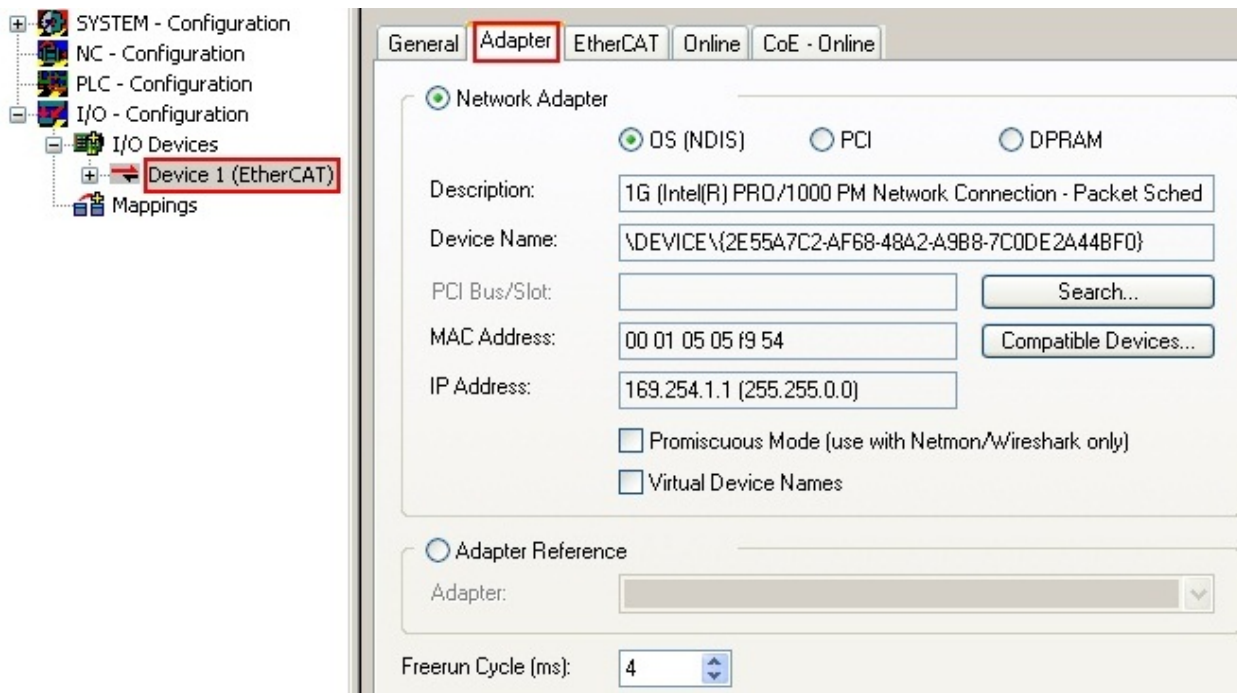 SYSTEM - Configuration
NC - Configuration
PLC - Configuration
I/O - Configuration
I/O Devices
Device 1 (EtherCAT)
Mappings
General Adapter EtherCAT Online CoE - Online
Network Adapter
OS (NDIS) PCI DPRAM
Description: 1G (Intel(R) PRO/1000 PM Network Connection - Packet Sched
Device Name: \DEVICE\{2E55A7C2-AF68-48A2-A9B8-7C0DE2A44BF0}
PCI Bus/Slot: Search...
MAC Address: 00 01 05 05 f9 54 Compatible Devices...
IP Address: 169.254.1.1 (255.255.0.0)
Promiscuous Mode (use with Netmon/Wireshark only)
Virtual Device Names
Adapter Reference
Adapter:
Freerun Cycle (ms): 4